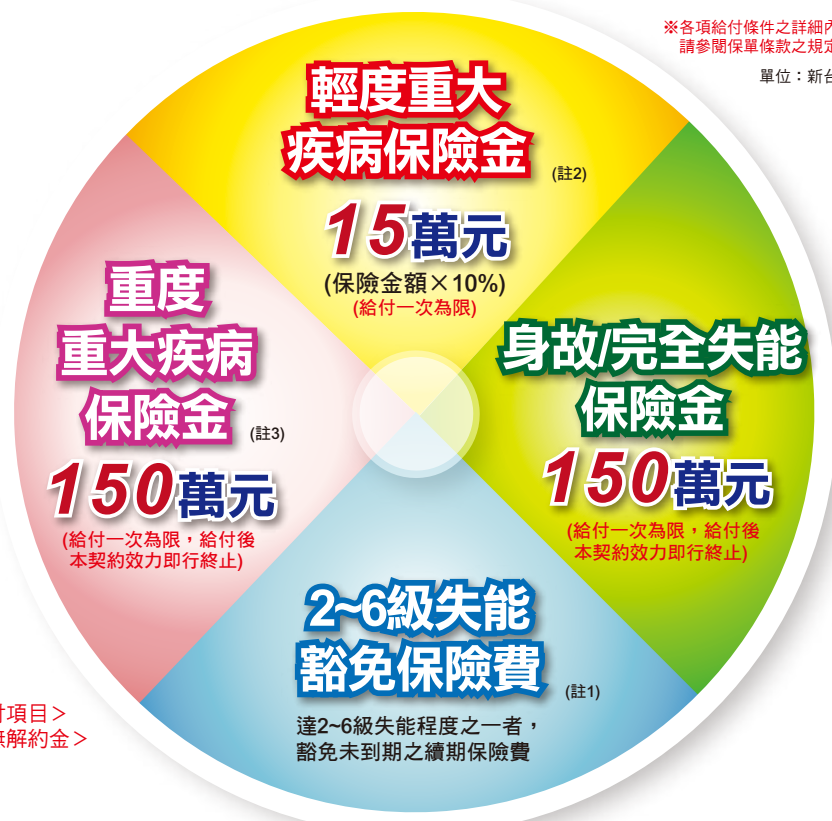 ※各項給付條件之詳細
請參閱保單條款之規定
單位：新台
輕度重大
疾病保險金
(註2)
15萬元
(保險金額×10%)
(給付一次為限)
重度
重大疾病
保險金
(註3)
150萬元
(給付一次為限，給付後
本契約效力即行終止)
身故/完全失能
保險金
150萬元
(給付一次為限，給付後
本契約效力即行終止)
2~6級失能
豁免保險費
(註1)
達2~6級失能程度之一者，
豁免未到期之續期保險費
項目＞
解約金＞